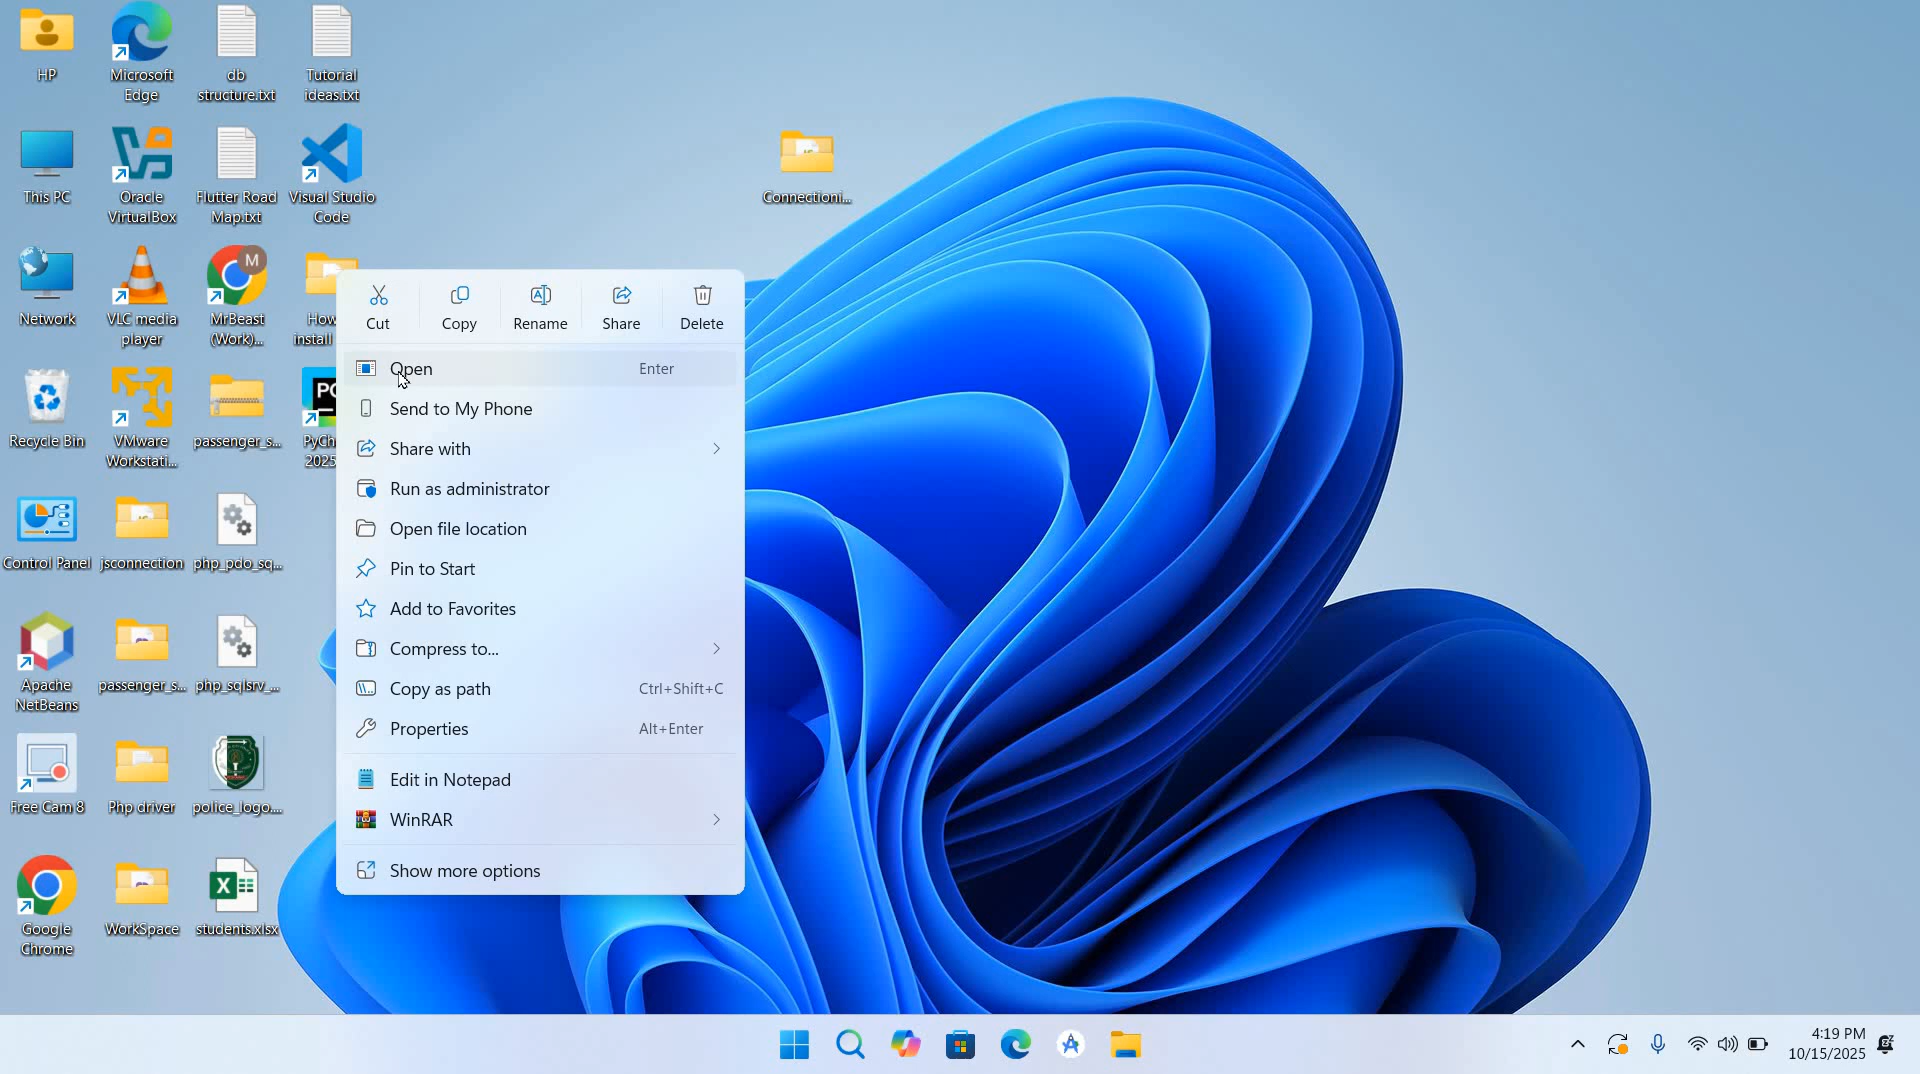 HP
Microsoft
Edge
db
structure.txt
Tutorial
ideas.txt
This PC
Oracle
VirtualBox
Flutter Road
Map.txt
Visual Studio
Code
Connectioni...
Network
VLC media
player
M
MrBeast
(Work)...
How
install
Recycle Bin
VMware
Workstati...
passenger_s...
PC
PyCh
2025
Control Panel
jsconnection
php_pdo_sq...
Apache
NetBeans
passenger_s...
php_sqlsrv_...
Free Cam 8
Php driver
police_logo....
Google
Chrome
WorkSpace
students.xlsx
Cut
Copy
Rename
Share
Delete
Open Enter
Send to My Phone
Share with
Run as administrator
Open file location
Pin to Start
Add to Favorites
Compress to...
Copy as path Ctrl+Shift+C
Properties Alt+Enter
Edit in Notepad
WinRAR
Show more options
4:19 PM
10/15/2025